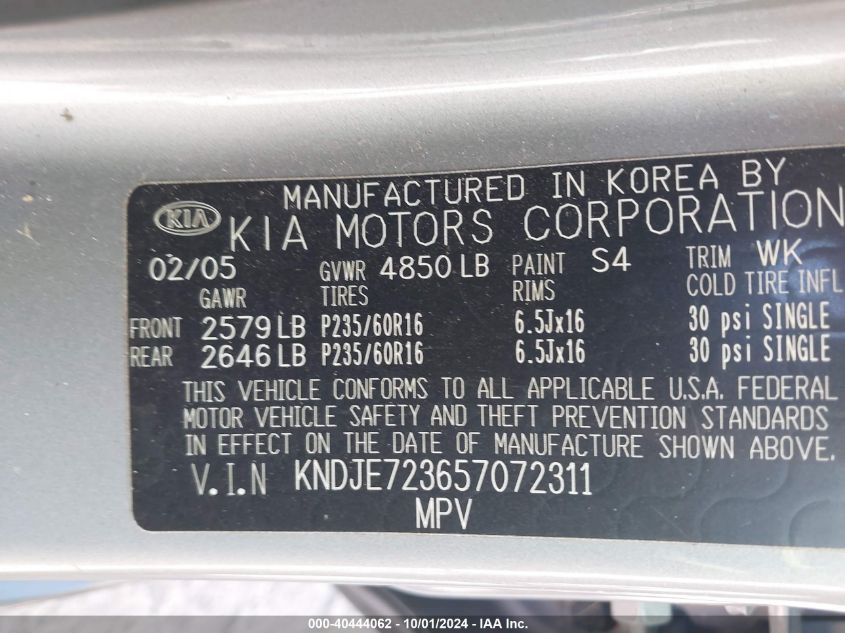 MANUFACTURED IN KOREA BY
KIA KIA MOTORS CORPORATION
02/05 GVWR 4850 LB PAINT S4 TRIM WK
GAWR TIRES RIMS COLD TIRE INFL
FRONT 2579 LB P235/60R16 6.5Jx16 30 psi SINGLE
REAR 2646 LB P235/60R16 6.5Jx16 30 psi SINGLE
THIS VEHICLE CONFORMS TO ALL APPLICABLE U.S.A. FEDERAL
MOTOR VEHICLE SAFETY AND THEFT PREVENTION STANDARDS
IN EFFECT ON THE DATE OF MANUFACTURE SHOWN ABOVE.
V.I.N KNDJE723657072311
MPV
000-40444062 - 10/01/2024 - IAA Inc.